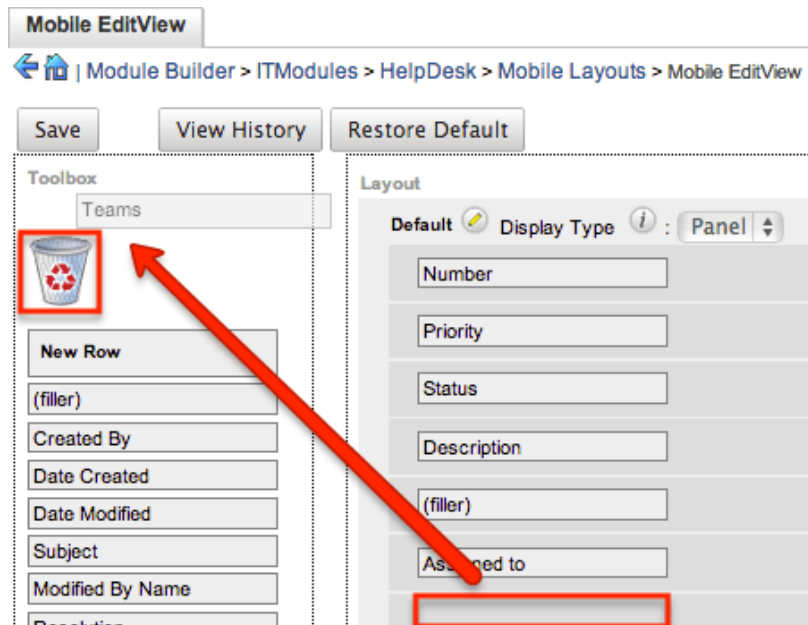 Mobile EditView
| Module Builder > ITModules > HelpDesk > Mobile Layouts > Mobile EditView
Save View History Restore Default
Toolbox
Teams
New Row
(filler)
Created By
Date Created
Date Modified
Subject
Modified By Name
Layout
Default Display Type i : Panel
Number
Priority
Status
Description
(filler)
Assigned to